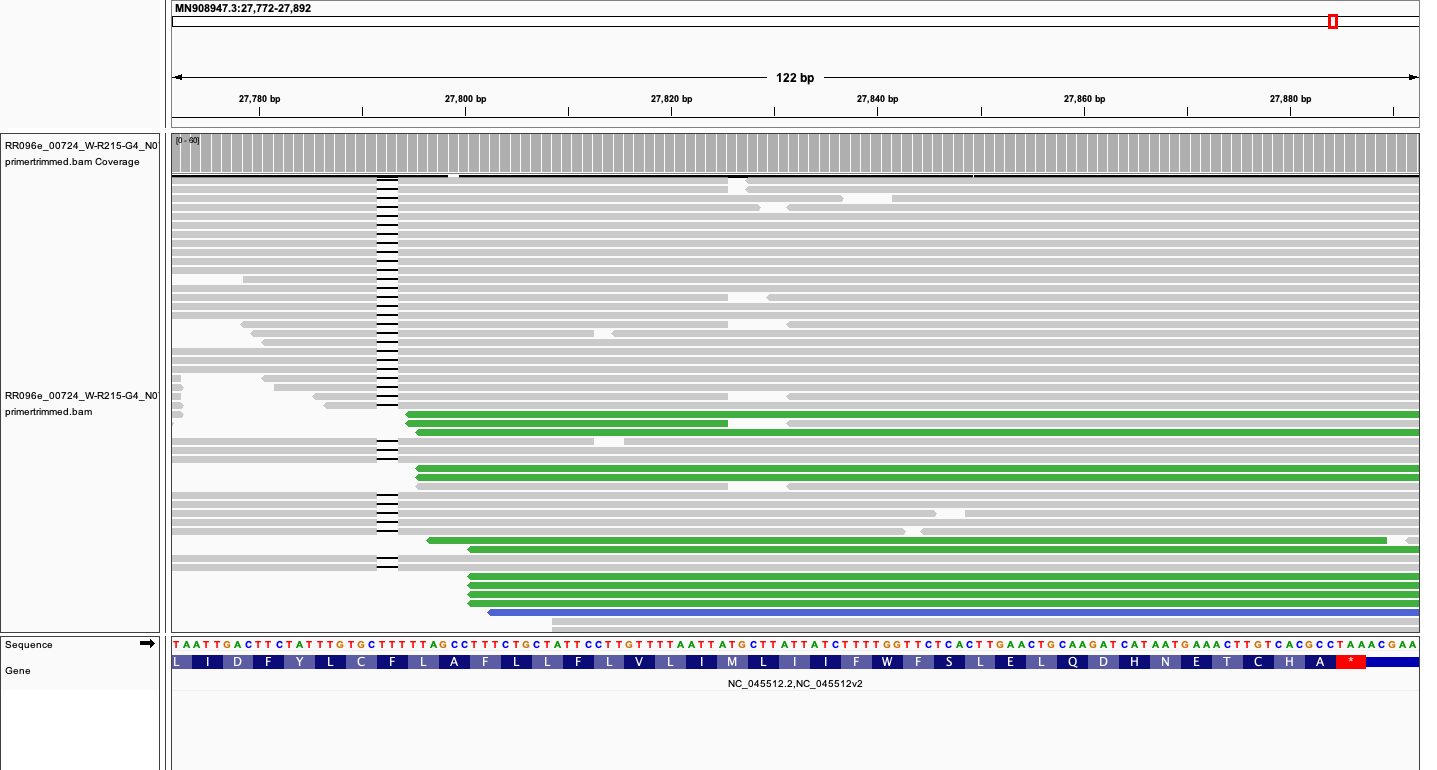 MN908947.3:27,772-27,892
122 bp
27,780 bp 27,800 bp 27,820 bp 27,840 bp 27,860 bp 27,880 bp
RR096e_00724_W-R215-G4_N0
primertrimmed.bam Coverage
[0 - 60]
RR096e_00724_W-R215-G4_N0
primertrimmed.bam
Sequence
TAATTGACTTCTATTTGTGCTTTTTAGCCTTTCTGCTATTCCTTGTTTTAATTATGCTTATTATCTTTTGGTTCTCACTTGAACTGCAAGATCATAATGAAACTTGTCACGCCTAAACGAA
Gene
L I D F Y L C F L A F L L F L V L I M L I I F W F S L E L Q D H N E T C H A *
NC_045512.2,NC_045512v2